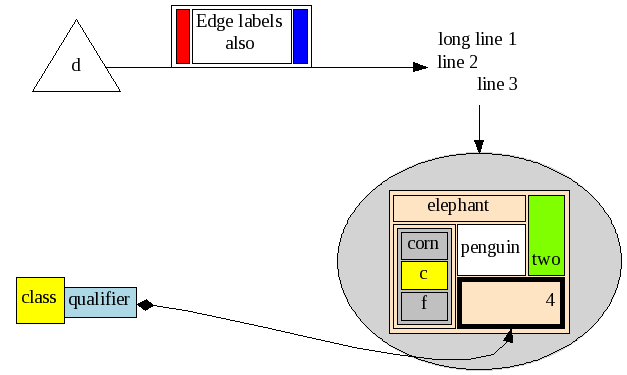 Edge labels
also
d
long line 1
line 2
line 3
elephant
two
corn
penguin
c
4
f
class
qualifier